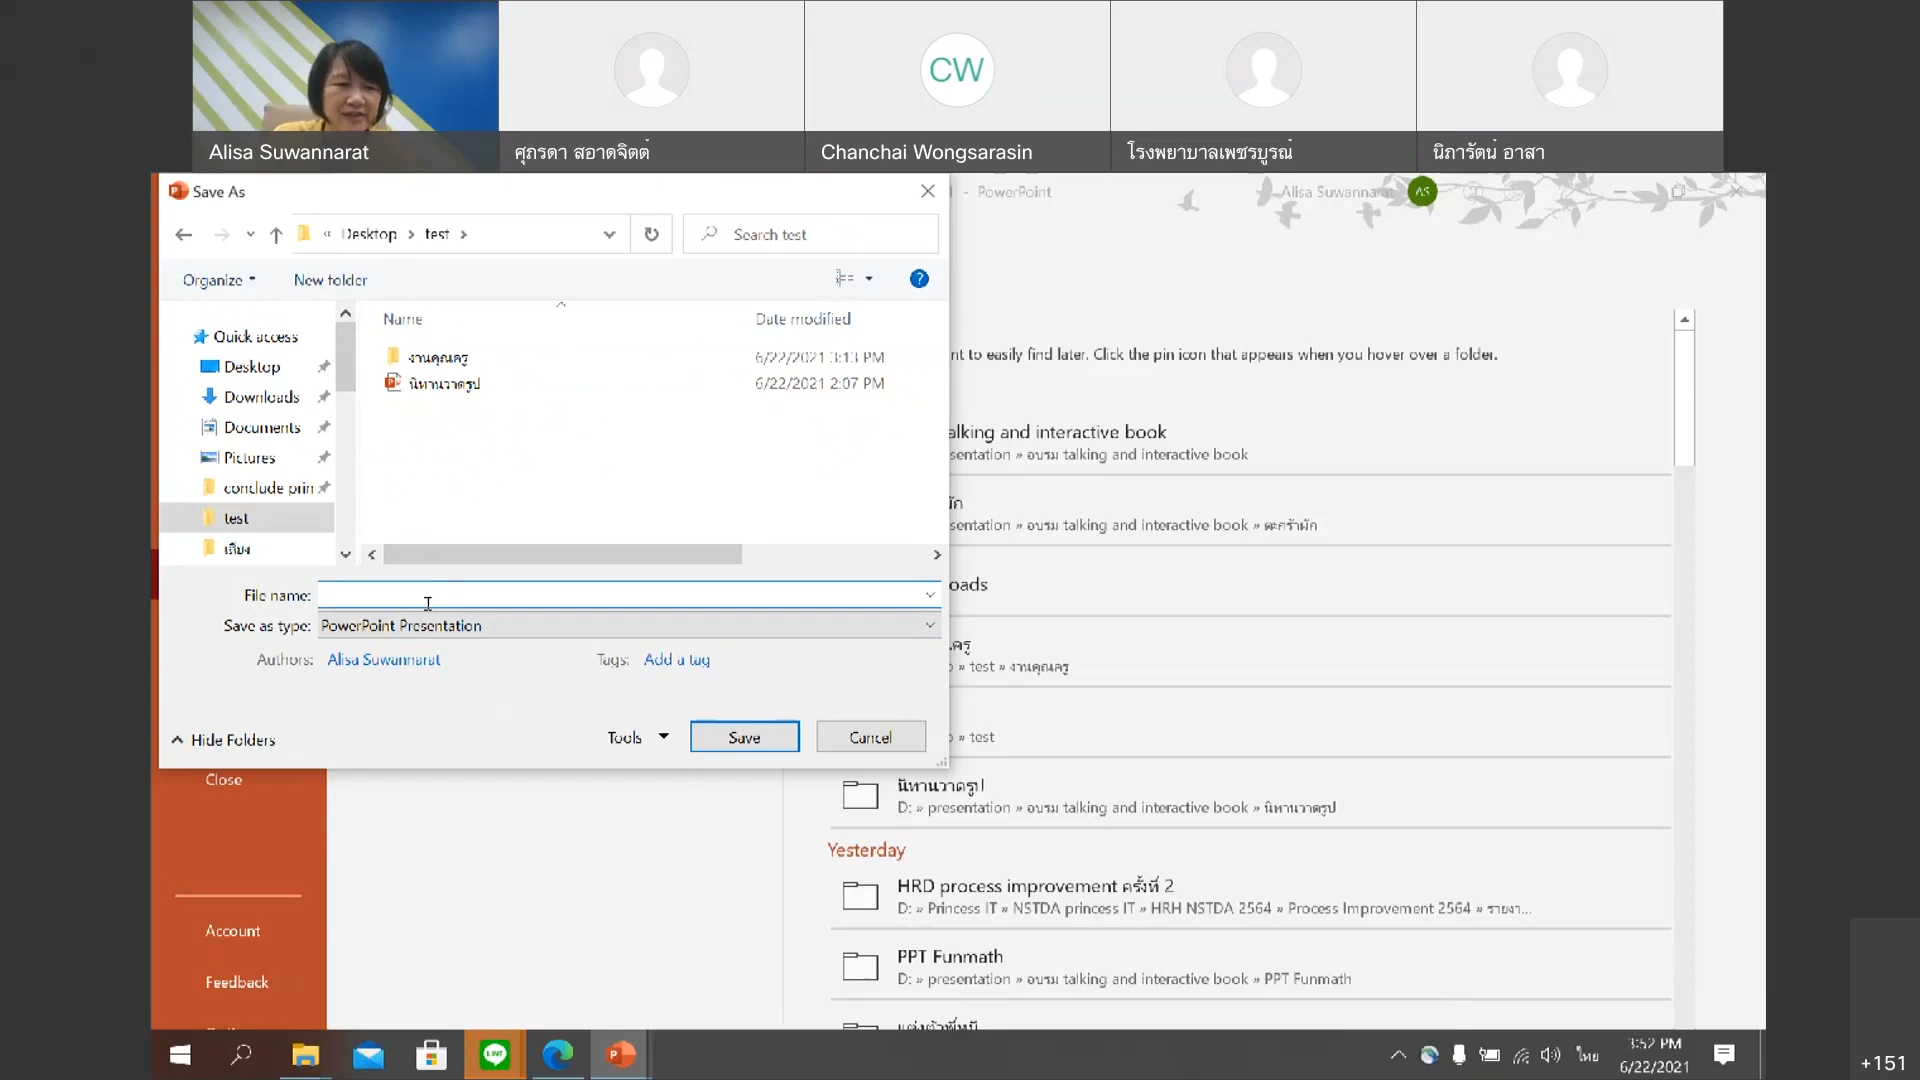 Alisa Suwannarat
ศุภรดา สอาดจิตต์
CW
Chanchai Wongsarasin
โรงพยาบาลเพชรบูรณ์
นิภารัตน์ อาสา
Save As
- PowerPoint
Alisa Suwannarat
AS
« Desktop › test ›
Search test
Organize
New folder
Name
Date modified
Quick access
Desktop
Downloads
Documents
Pictures
conclude prin
test
เถียง
งานคุณครู
6/22/2021 3:13 PM
นิทานวาดรูป
6/22/2021 2:07 PM
File name:
Save as type:
PowerPoint Presentation
Authors:
Alisa Suwannarat
Tags:
Add a tag
Hide Folders
Tools
Save
Cancel
nt to easily find later. Click the pin icon that appears when you hover over a folder.
alking and interactive book
sentation » อบรม talking and interactive book
sentation » อบรม talking and interactive book » ตะกร้าผัก
oads
» test » งานคุณครู
» test
นิทานวาดรูป
D: » presentation » อบรม talking and interactive book » นิทานวาดรูป
Yesterday
HRD process improvement ครั้งที่ 2
D: » Princess IT » NSTDA princess IT » HRH NSTDA 2564 » Process Improvement 2564 » รายงา...
PPT Funmath
D: » presentation » อบรม talking and interactive book » PPT Funmath
Close
Account
Feedback
LINE
ไทย
3:52 PM
6/22/2021
+151